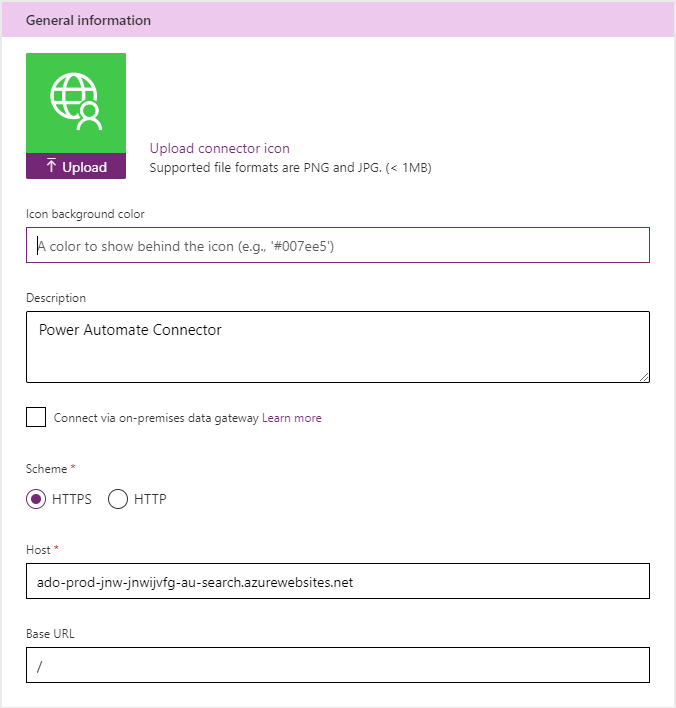 General information
Upload
Upload connector icon
Supported file formats are PNG and JPG. (< 1MB)
Icon background color
A color to show behind the icon (e.g., '#007ee5')
Description
Power Automate Connector
Connect via on-premises data gateway Learn more
Scheme *
HTTPS HTTP
Host *
ado-prod-jnw-jnwijvfg-au-search.azurewebsites.net
Base URL
/